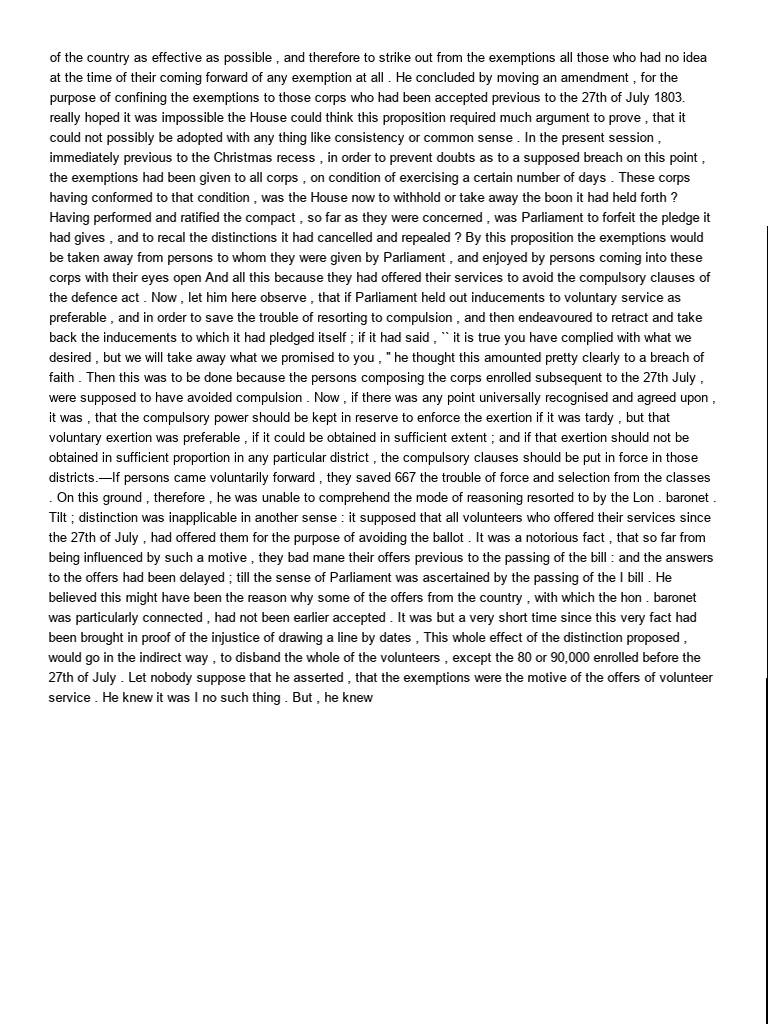 of the country as effective as possible , and therefore to strike out from the exemptions all those who had no idea
at the time of their coming forward of any exemption at all . He concluded by moving an amendment , for the
purpose of confining the exemptions to those corps who had been accepted previous to the 27th of July 1803.
really hoped it was impossible the House could think this proposition required much argument to prove , that it
could not possibly be adopted with any thing like consistency or common sense . In the present session ,
immediately previous to the Christmas recess , in order to prevent doubts as to a supposed breach on this point ,
the exemptions had been given to all corps , on condition of exercising a certain number of days . These corps
having conformed to that condition , was the House now to withhold or take away the boon it had held forth ?
Having performed and ratified the compact , so far as they were concerned , was Parliament to forfeit the pledge it
had gives , and to recal the distinctions it had cancelled and repealed ? By this proposition the exemptions would
be taken away from persons to whom they were given by Parliament , and enjoyed by persons coming into these
corps with their eyes open And all this because they had offered their services to avoid the compulsory clauses of
the defence act . Now , let him here observe , that if Parliament held out inducements to voluntary service as
preferable , and in order to save the trouble of resorting to compulsion , and then endeavoured to retract and take
back the inducements to which it had pledged itself ; if it had said , `` it is true you have complied with what we
desired , but we will take away what we promised to you , '' he thought this amounted pretty clearly to a breach of
faith . Then this was to be done because the persons composing the corps enrolled subsequent to the 27th July ,
were supposed to have avoided compulsion . Now , if there was any point universally recognised and agreed upon ,
it was , that the compulsory power should be kept in reserve to enforce the exertion if it was tardy , but that
voluntary exertion was preferable , if it could be obtained in sufficient extent ; and if that exertion should not be
obtained in sufficient proportion in any particular district , the compulsory clauses should be put in force in those
districts.—If persons came voluntarily forward , they saved 667 the trouble of force and selection from the classes
. On this ground , therefore , he was unable to comprehend the mode of reasoning resorted to by the Lon . baronet .
Tilt ; distinction was inapplicable in another sense : it supposed that all volunteers who offered their services since
the 27th of July , had offered them for the purpose of avoiding the ballot . It was a notorious fact , that so far from
being influenced by such a motive , they bad mane their offers previous to the passing of the bill : and the answers
to the offers had been delayed ; till the sense of Parliament was ascertained by the passing of the I bill . He
believed this might have been the reason why some of the offers from the country , with which the hon . baronet
was particularly connected , had not been earlier accepted . It was but a very short time since this very fact had
been brought in proof of the injustice of drawing a line by dates , This whole effect of the distinction proposed ,
would go in the indirect way , to disband the whole of the volunteers , except the 80 or 90,000 enrolled before the
27th of July . Let nobody suppose that he asserted , that the exemptions were the motive of the offers of volunteer
service . He knew it was I no such thing . But , he knew